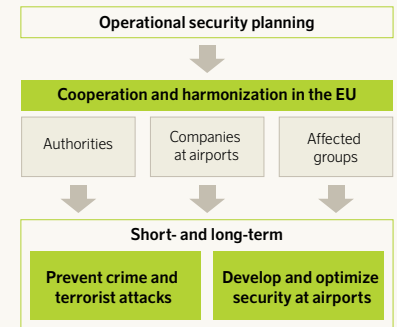 Operational security planning
Cooperation and harmonization in the EU
Authorities
Companies
at airports
Affected
groups
Short- and long-term
Prevent crime and
terrorist attacks
Develop and optimize
security at airports